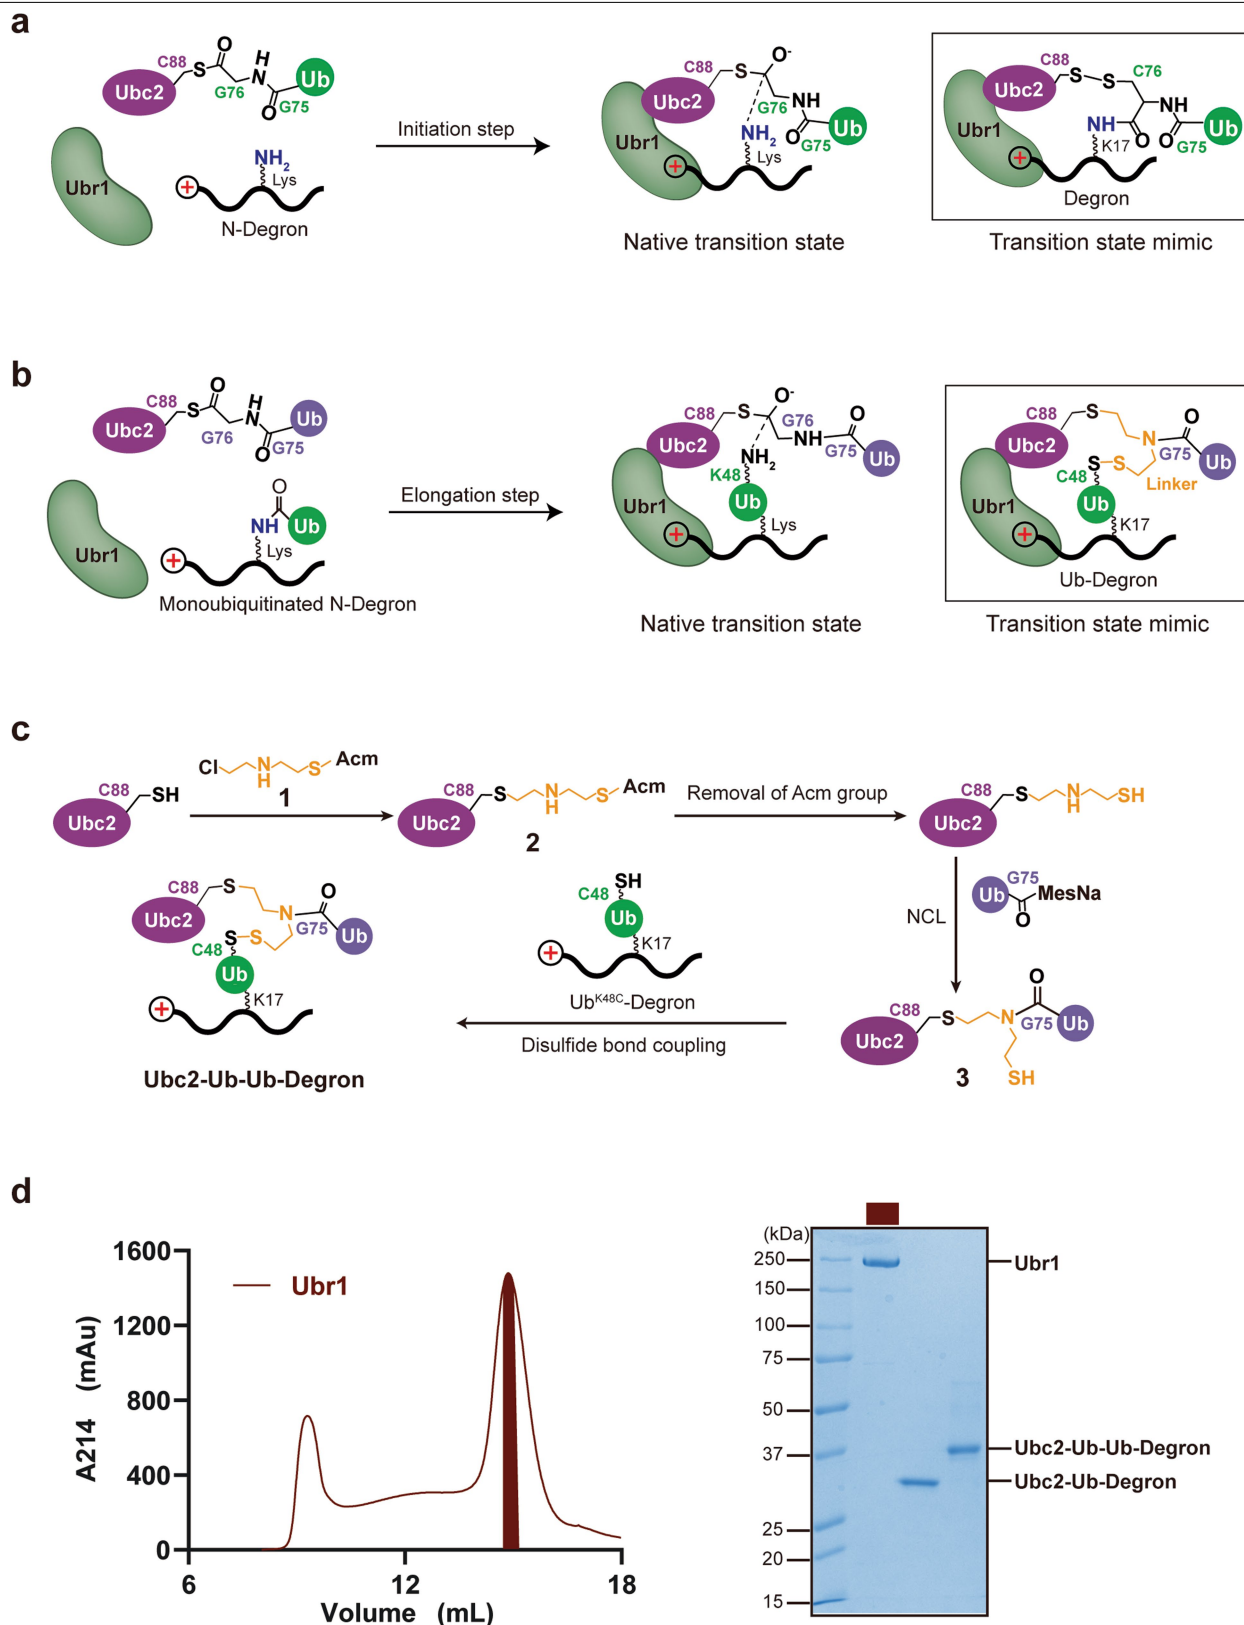 a
C88
S
O
H
N
Ubc2
G76
O
G75
Ub
Ubr1
NH2
Lys
+
N-Degron
Initiation step
C88
S
O-
Ubc2
G76
NH
Ubr1
NH2
O
G75
Ub
Lys
+
Native transition state
C88
S
S
C76
Ubc2
NH
Ubr1
NH
K17
O
O
G75
Ub
+
Degron
Transition state mimic
b
C88
S
O
H
N
Ubc2
G76
O
G75
Ub
O
NH
Ub
Ubr1
Lys
+
Monoubiquitinated N-Degron
Elongation step
C88
S
O-
G76
O
NH
Ubc2
G75
Ub
NH2
K48
Ub
Ubr1
Lys
+
Native transition state
C88
S
O
N
Ubc2
G75
Ub
S
S
C48
Linker
Ub
Ubr1
K17
+
Ub-Degron
Transition state mimic
c
C88
SH
Ubc2
Cl
N
H
S
Acm
1
C88
S
N
H
S
Acm
Ubc2
2
Removal of Acm group
C88
S
N
H
SH
Ubc2
NCL
Ub
G75
O
MesNa
C88
S
N
O
G75
Ub
Ubc2
SH
3
SH
C48
Ub
K17
+
UbK48C-Degron
Disulfide bond coupling
C88
S
O
N
G75
Ub
Ubc2
S
S
C48
Ub
K17
+
Ubc2-Ub-Ub-Degron
d
1600
1200
800
400
0
A214 (mAu)
Ubr1
6
12
18
Volume (mL)
(kDa)
250
150
100
75
50
37
25
20
15
Ubr1
Ubc2-Ub-Ub-Degron
Ubc2-Ub-Degron